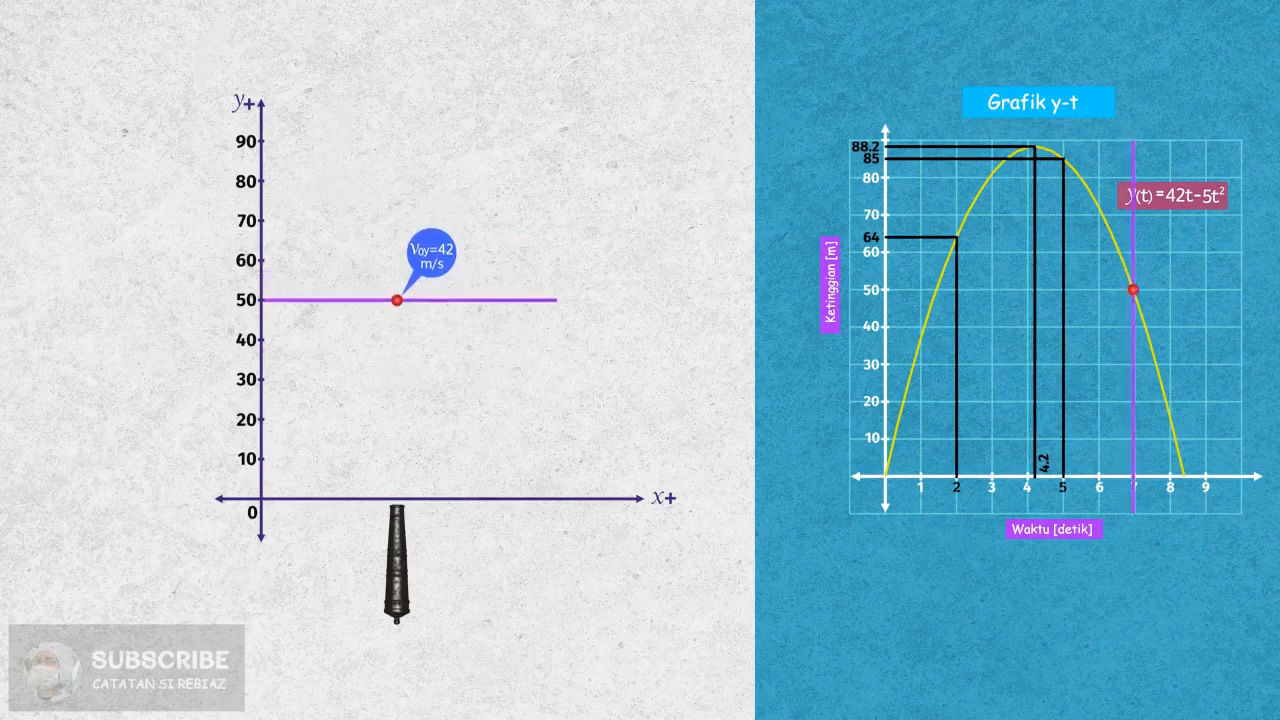 y+
90
80
70
60
50
40
30
20
10
0
x+
V0y=42
m/s
SUBSCRIBE
CATATAN SI REBIAZ
Grafik y-t
88.2
85
80
70
64
60
50
40
30
20
10
y(t) =42t-5t²
Ketinggian [m]
4.2
1 2 3 4 5 6 7 8 9
Waktu [detik]